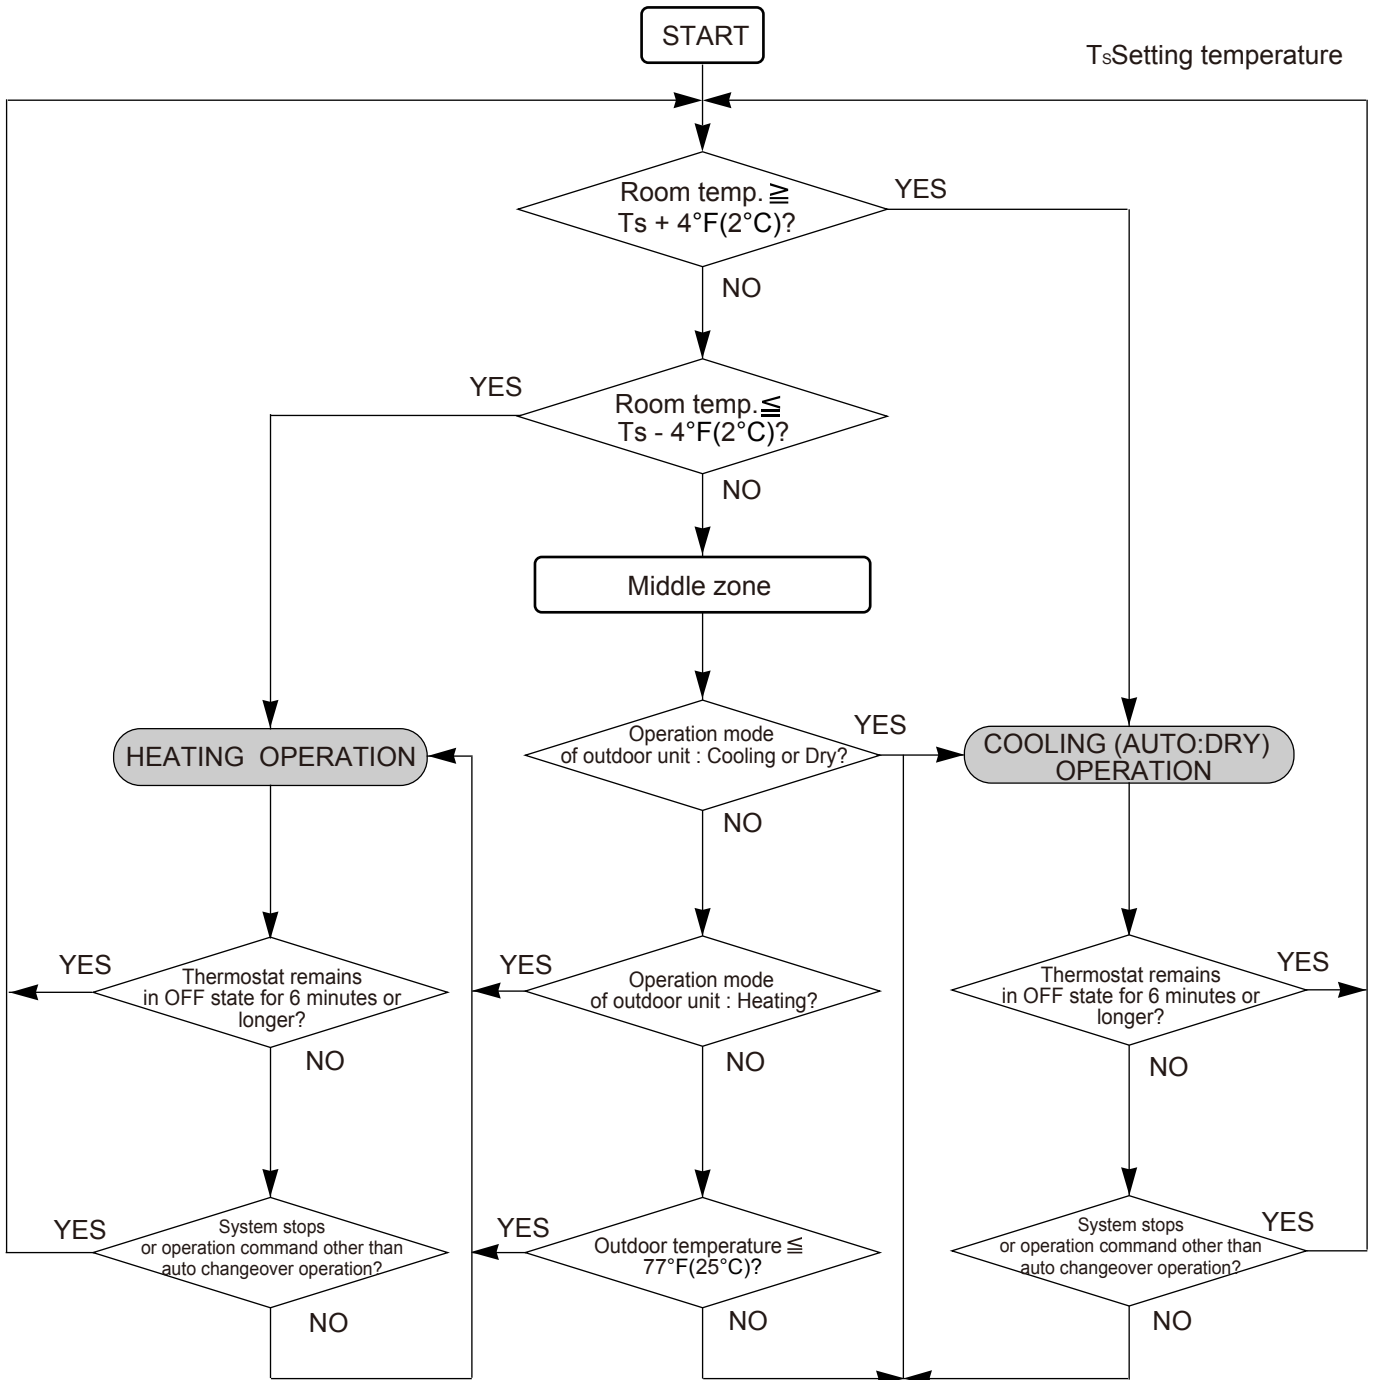 START
TsSetting temperature
Room temp. ≧
Ts + 4°F(2°C)?
YES
NO
YES
Room temp. ≦
Ts - 4°F(2°C)?
NO
Middle zone
HEATING OPERATION
Operation mode
of outdoor unit : Cooling or Dry?
YES
NO
COOLING (AUTO:DRY)
OPERATION
YES
Thermostat remains
in OFF state for 6 minutes or
longer?
NO
YES
Operation mode
of outdoor unit : Heating?
NO
Thermostat remains
in OFF state for 6 minutes or
longer?
YES
NO
YES
System stops
or operation command other than
auto changeover operation?
NO
YES
Outdoor temperature ≦
77°F(25°C)?
NO
System stops
or operation command other than
auto changeover operation?
YES
NO